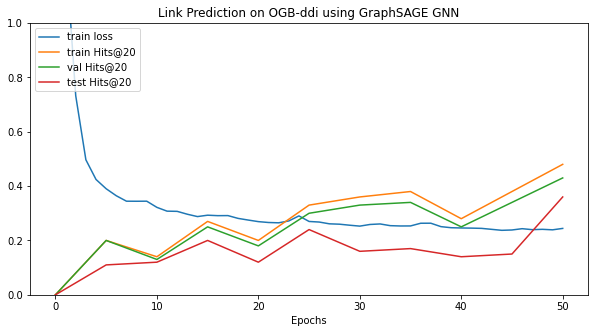 Link Prediction on OGB-ddi using GraphSAGE GNN
train loss
train Hits@20
val Hits@20
test Hits@20
1.0
0.8
0.6
0.4
0.2
0.0
0 10 20 30 40 50
Epochs